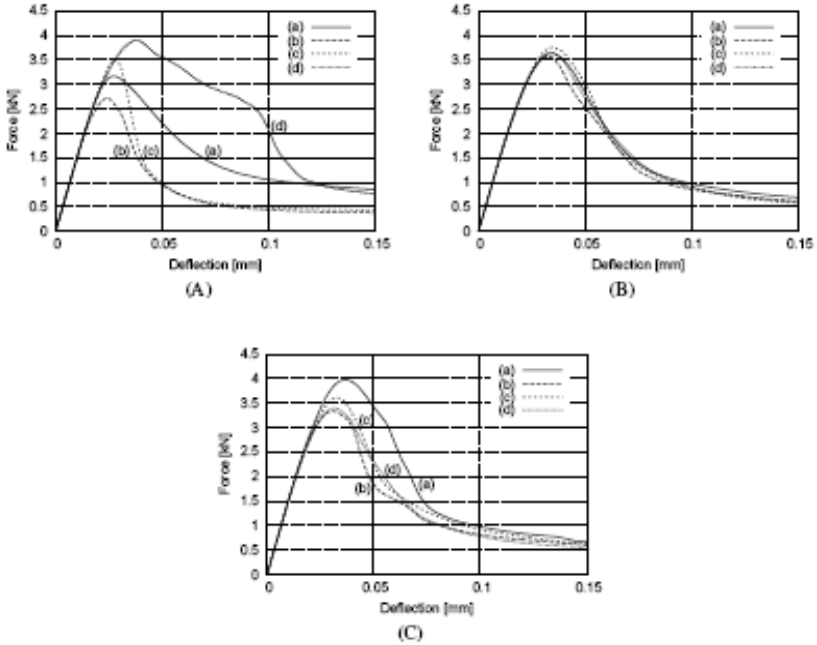 4.5
4
3.5
3
2.5
2
1.5
1
0.5
0
0 0.05 0.1 0.15
Force [kN]
Deflection [mm]
(a)
(b)
(c)
(d)
(b) (c) (a) (d)
(A)
4.5
4
3.5
3
2.5
2
1.5
1
0.5
0
0 0.05 0.1 0.15
Force [kN]
Deflection [mm]
(a)
(b)
(c)
(d)
(B)
4.5
4
3.5
3
2.5
2
1.5
1
0.5
0
0 0.05 0.1 0.15
Force [kN]
Deflection [mm]
(a)
(b)
(c)
(d)
(c)
(d)
(b) (a)
(C)